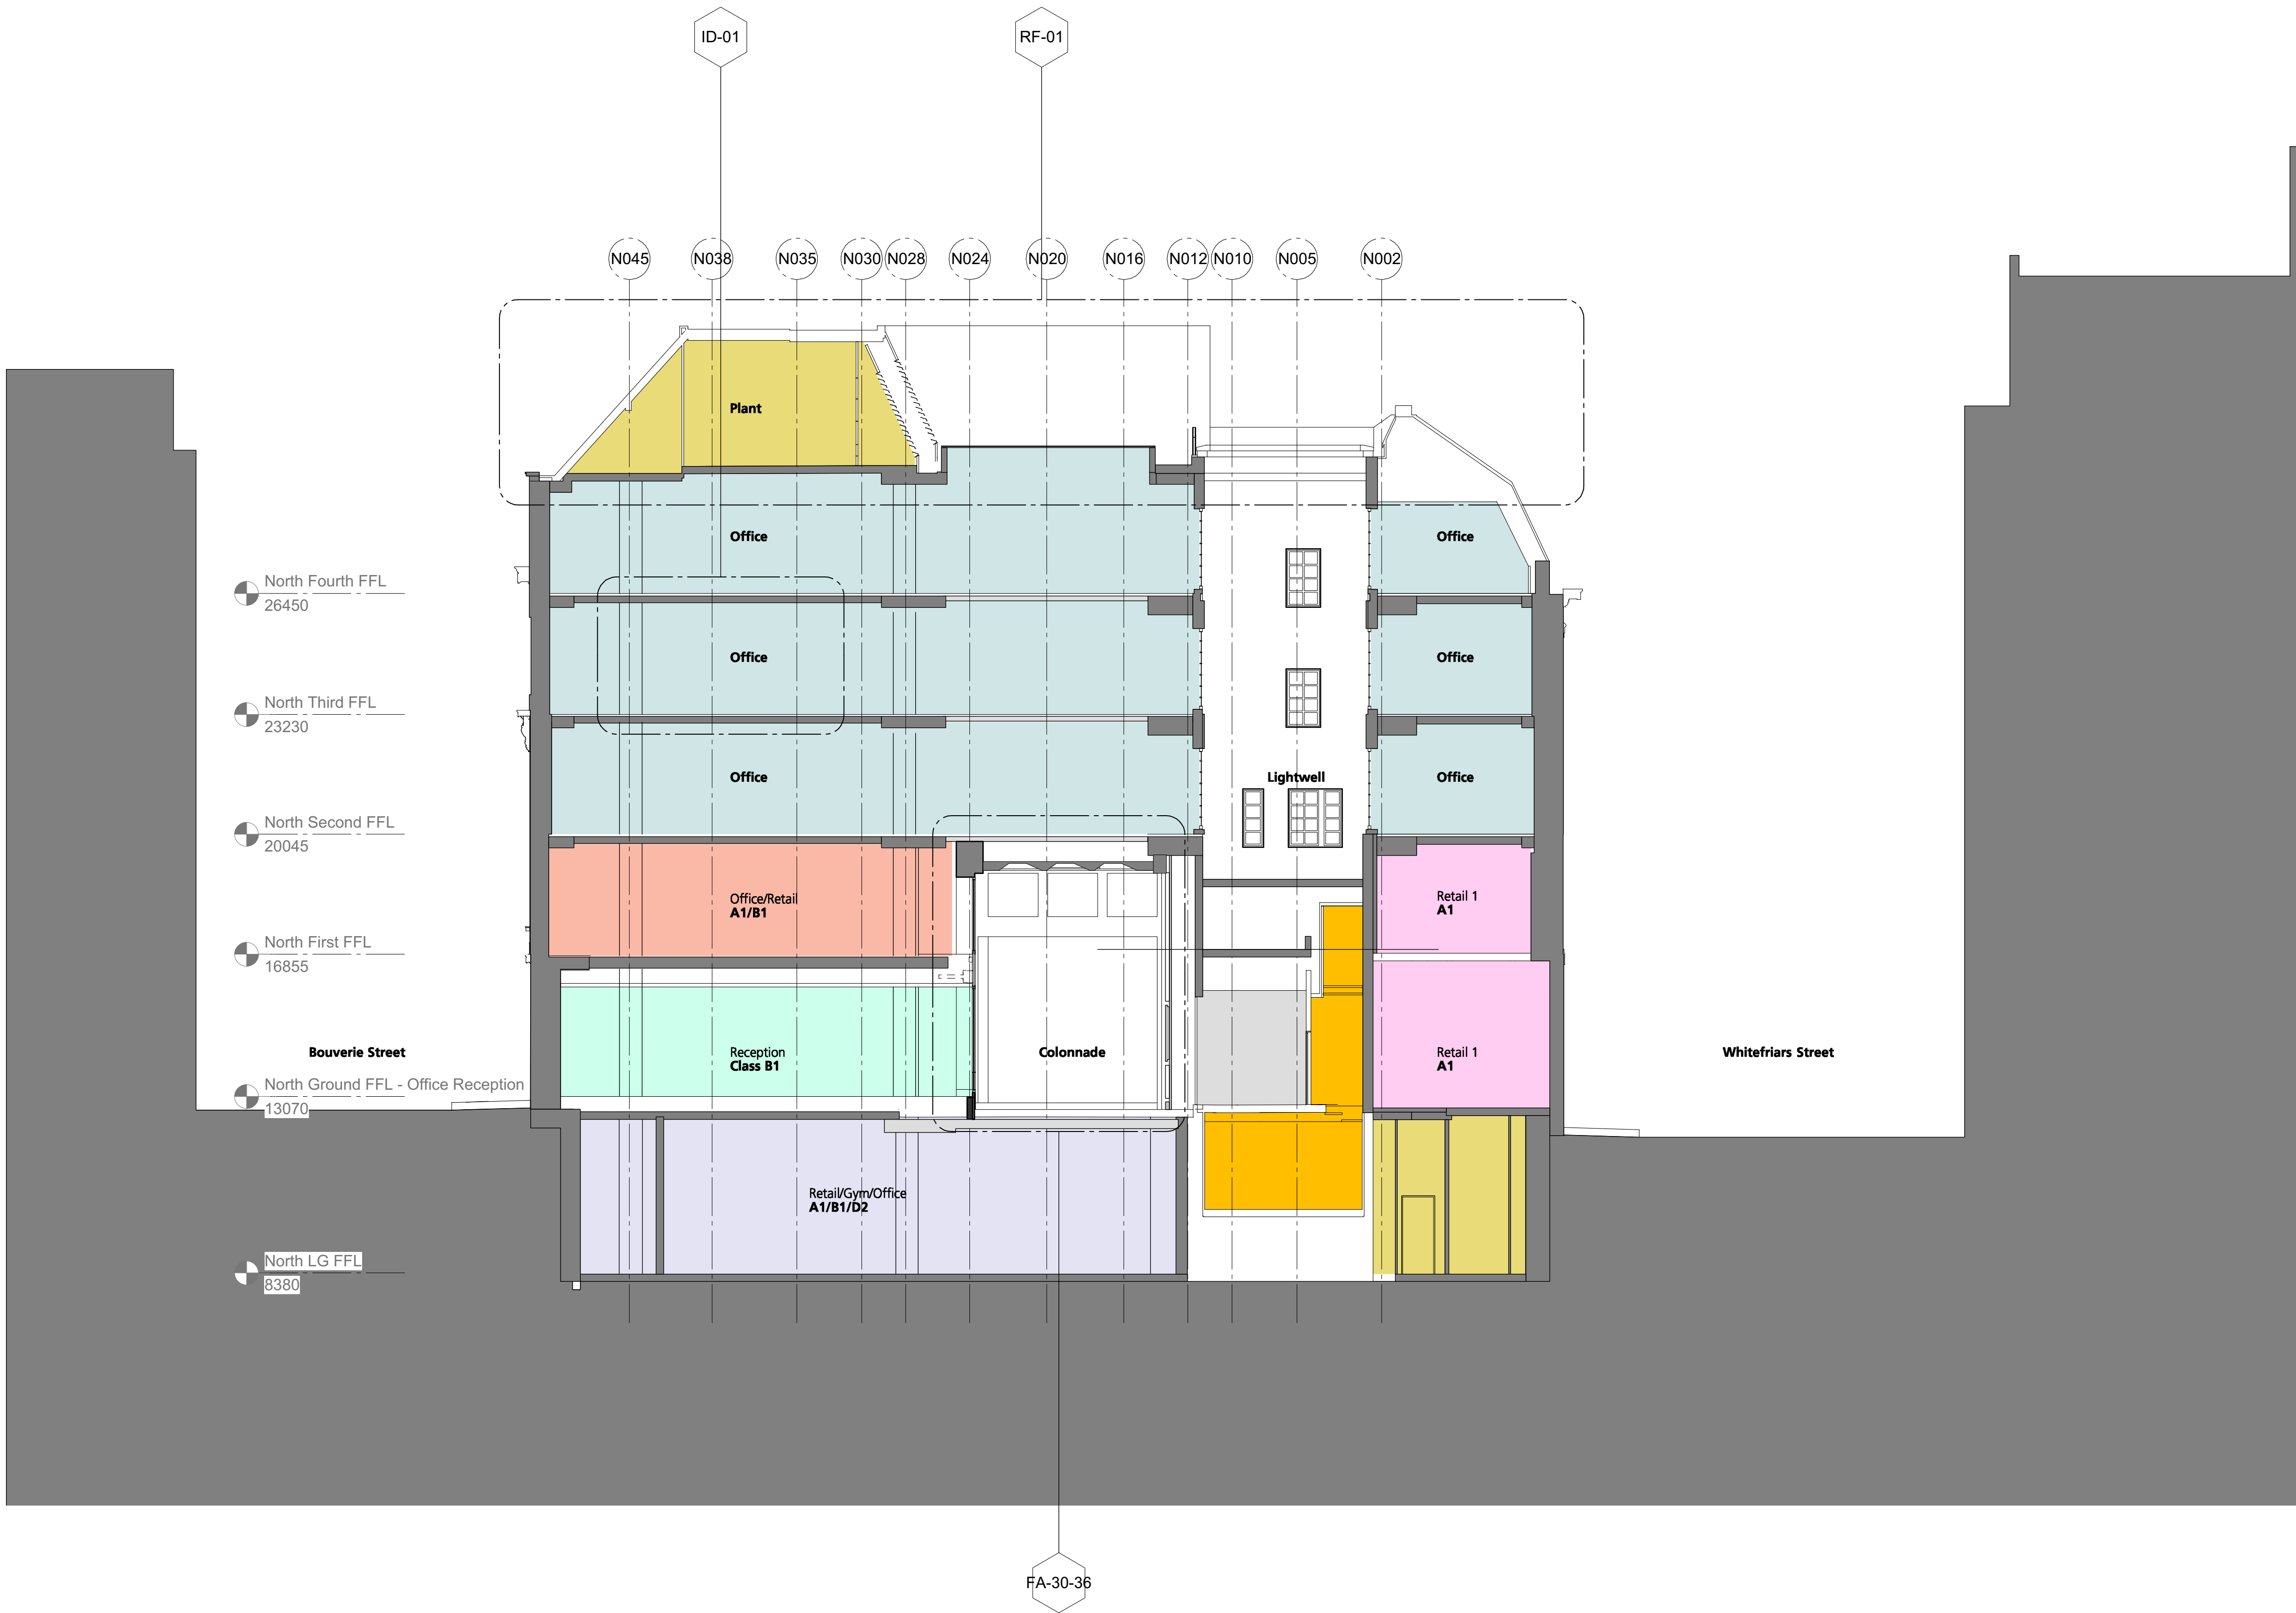 ID-01
RF-01
N045
N038
N035
N030
N028
N024
N020
N016
N012
N010
N005
N002
Plant
Office
Office
North Fourth FFL
26450
Office
Office
North Third FFL
23230
Office
Lightwell
Office
North Second FFL
20045
Office/Retail
A1/B1
Retail 1
A1
North First FFL
16855
Bouverie Street
Reception
Class B1
Colonnade
Retail 1
A1
Whitefriars Street
North Ground FFL - Office Reception
13070
Retail/Gym/Office
A1/B1/D2
North LG FFL
8380
FA-30-36